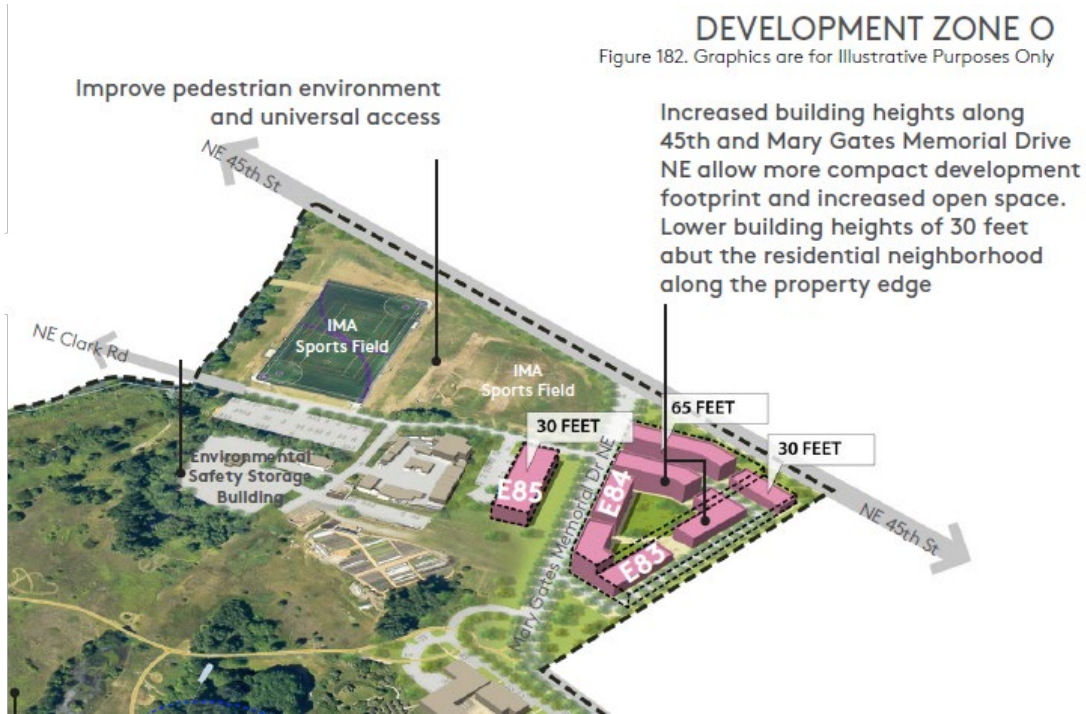 DEVELOPMENT ZONE O
Figure 182. Graphics are for Illustrative Purposes Only
Improve pedestrian environment
and universal access
Increased building heights along
45th and Mary Gates Memorial Drive
NE allow more compact development
footprint and increased open space.
Lower building heights of 30 feet
abut the residential neighborhood
along the property edge
NE 45th St
NE Clark Rd
IMA
Sports Field
IMA
Sports Field
65 FEET
30 FEET
30 FEET
Environmental
Safety Storage
Building
E85
E84
E83
Mary Gates Memorial Dr NE
NE 45th St